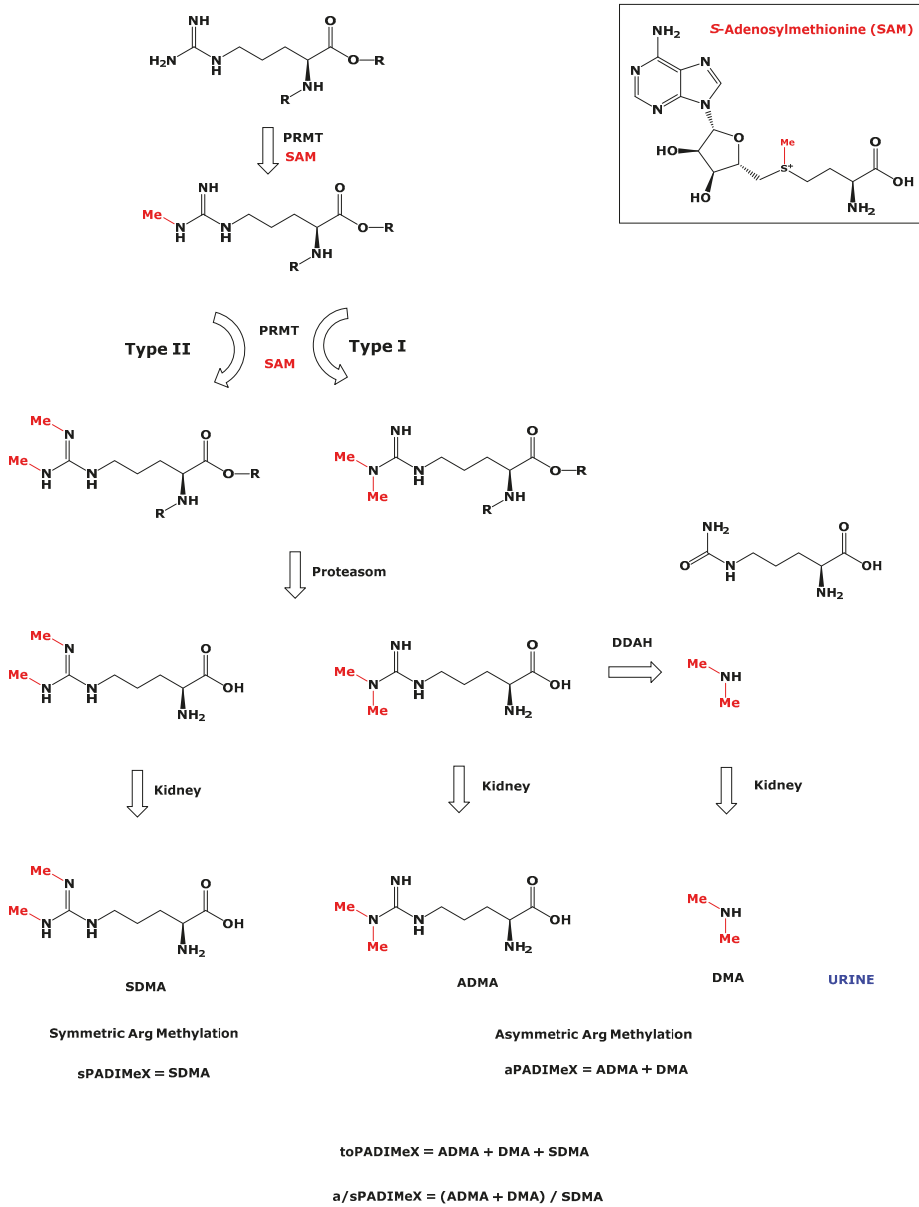 S-Adenosylmethionine (SAM)
NH2
N
N
N
N
N
O
Me
O
HO
S+
OH
HO
NH2
NH
O
H2N
N
H
O—R
NH
R
PRMT
SAM
NH
O
Me
N
H
N
H
O—R
NH
R
Type II
PRMT
SAM
Type I
Me
N
O
Me
N
H
N
H
O—R
NH
R
NH
O
Me
N
Me
N
H
O—R
NH
R
Proteasom
NH2
O
O
N
H
OH
NH2
Me
N
O
Me
N
H
N
H
OH
NH2
NH
O
Me
N
Me
N
H
OH
NH2
DDAH
Me
NH
Me
Kidney
Kidney
Kidney
Me
N
O
Me
N
H
N
H
OH
NH2
NH
O
Me
N
Me
N
H
OH
NH2
Me
NH
Me
SDMA
ADMA
DMA
URINE
Symmetric Arg Methylation
Asymmetric Arg Methylation
sPADIMeX = SDMA
aPADIMeX = ADMA + DMA
toPADIMeX = ADMA + DMA + SDMA
a/sPADIMeX = (ADMA + DMA) / SDMA